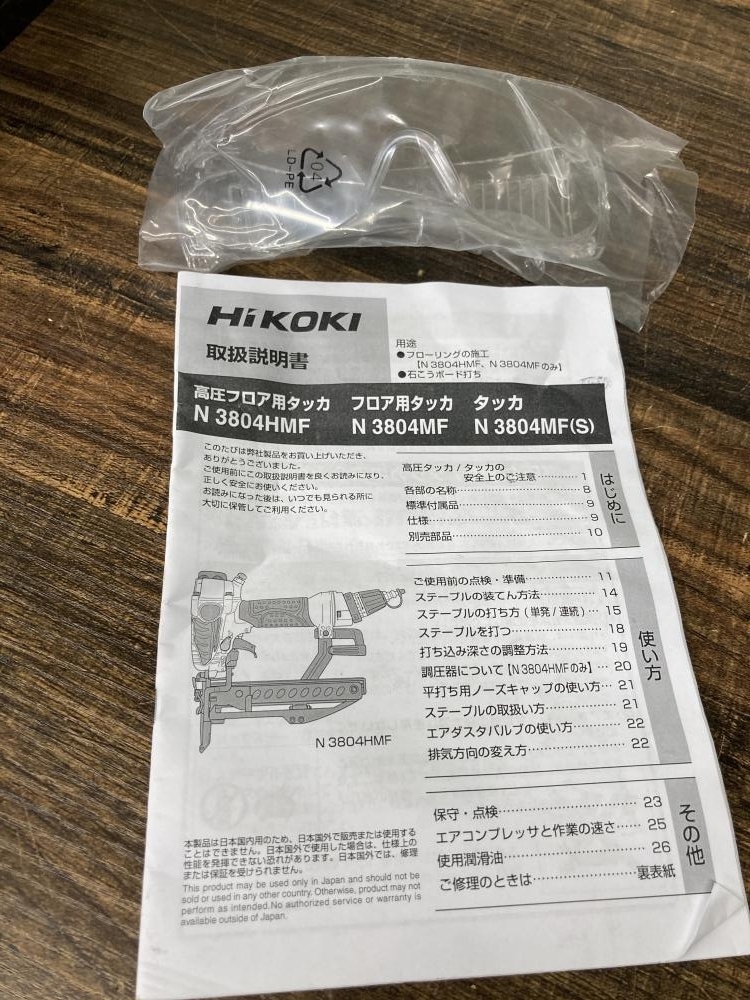 04
LD-PE
HiKOKI
取扱説明書
用途
●フローリングの施工
【N 3804HMF、N 3804MFのみ】
●石こうボード打ち
高圧フロア用タッカ フロア用タッカ タッカ
N 3804HMF N 3804MF N 3804MF(S)
このたびは弊社製品をお買い上げいただき、
ありがとうございました。
ご使用前にこの取扱説明書を良くお読みになり、
正しく安全にお使いください。
お読みになった後は、いつでも見られる所に
大切に保管してご利用ください。
はじめに
高圧タッカ / タッカの
安全上のご注意…………1
各部の名称……………………8
標準付属品……………………9
仕様……………………………9
別売部品………………………10
使い方
ご使用前の点検・準備…………11
ステープルの装てん方法………14
ステープルの打ち方 (単発 / 連続)…15
ステープルを打つ………………18
打ち込み深さの調整方法………19
調圧器について【N 3804HMFのみ】…20
平打ち用ノーズキャップの使い方…21
ステープルの取扱い方…………21
エアダスタバルブの使い方……22
排気方向の変え方………………22
N 3804HMF
その他
保守・点検………………………23
エアコンプレッサと作業の速さ……25
使用潤滑油………………………26
ご修理のときは………………裏表紙
本製品は日本国内用のため、日本国外で販売または使用する
ことはできません。日本国外で使用した場合は、仕様上の
性能を発揮できない恐れがあります。日本国外では、修理
または保証を受けられません。
This product may be used only in Japan and should not be
sold or used in any other country. Otherwise, product may not
perform as intended.No authorized service or warranty is
available outside of Japan.